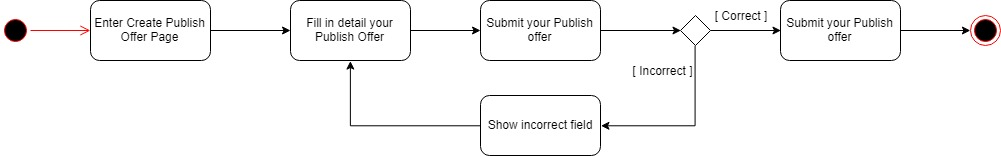 Enter Create Publish
Offer Page
Fill in detail your
Publish Offer
Submit your Publish
offer
[ Correct ]
Submit your Publish
offer
[ Incorrect ]
Show incorrect field